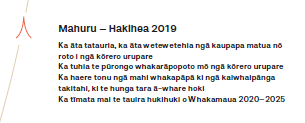 Mahuru – Hakihea 2019
Ka āta tatauria, ka āta wetewetehia ngā kaupapa matua nō
roto i ngā kōrero urupare
Ka tuhia te pūrongo whakarāpopoto mō ngā kōrero urupare
Ka haere tonu ngā mahi whakapāpā ki ngā kaiwhaipānga
takitahi, ki te hunga tara ā-whare hoki
Ka tīmata mai te tauira hukihuki o Whakamaua 2020–2025